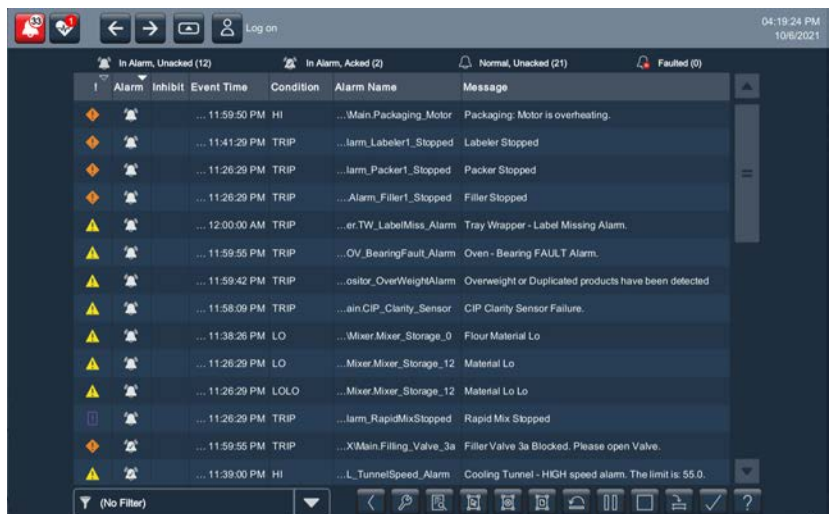 33
1
Log on
04:19:24 PM
10/6/2021
In Alarm, Unacked (12) In Alarm, Acked (2) Normal, Unacked (21) Faulted (0)
! Alarm Inhibit Event Time Condition Alarm Name Message
... 11:59:50 PM HI ...\Main.Packaging_Motor Packaging: Motor is overheating.
... 11:41:29 PM TRIP ...larm_Labeler1_Stopped Labeler Stopped
... 11:26:29 PM TRIP ...larm_Packer1_Stopped Packer Stopped
... 11:26:29 PM TRIP ...Alarm_Filler1_Stopped Filler Stopped
... 12:00:00 AM TRIP ...er.TW_LabelMiss_Alarm Tray Wrapper - Label Missing Alarm.
... 11:59:55 PM TRIP ...OV_BearingFault_Alarm Oven - Bearing FAULT Alarm.
... 11:59:42 PM TRIP ...ositor_OverWeightAlarm Overweight or Duplicated products have been detected
... 11:58:09 PM TRIP ...ain.CIP_Clarity_Sensor CIP Clarity Sensor Failure.
... 11:38:26 PM LO ...\Mixer.Mixer_Storage_0 Flour Material Lo
... 11:26:29 PM LO ...Mixer.Mixer_Storage_12 Material Lo
... 11:26:29 PM LOLO ...Mixer.Mixer_Storage_12 Material Lo Lo
... 11:26:29 PM TRIP ...larm_RapidMixStopped Rapid Mix Stopped
... 11:59:55 PM TRIP ...X\Main.Filling_Valve_3a Filler Valve 3a Blocked. Please open Valve.
... 11:39:00 PM HI ...L_TunnelSpeed_Alarm Cooling Tunnel - HIGH speed alarm. The limit is: 55.0.
(No Filter) ?